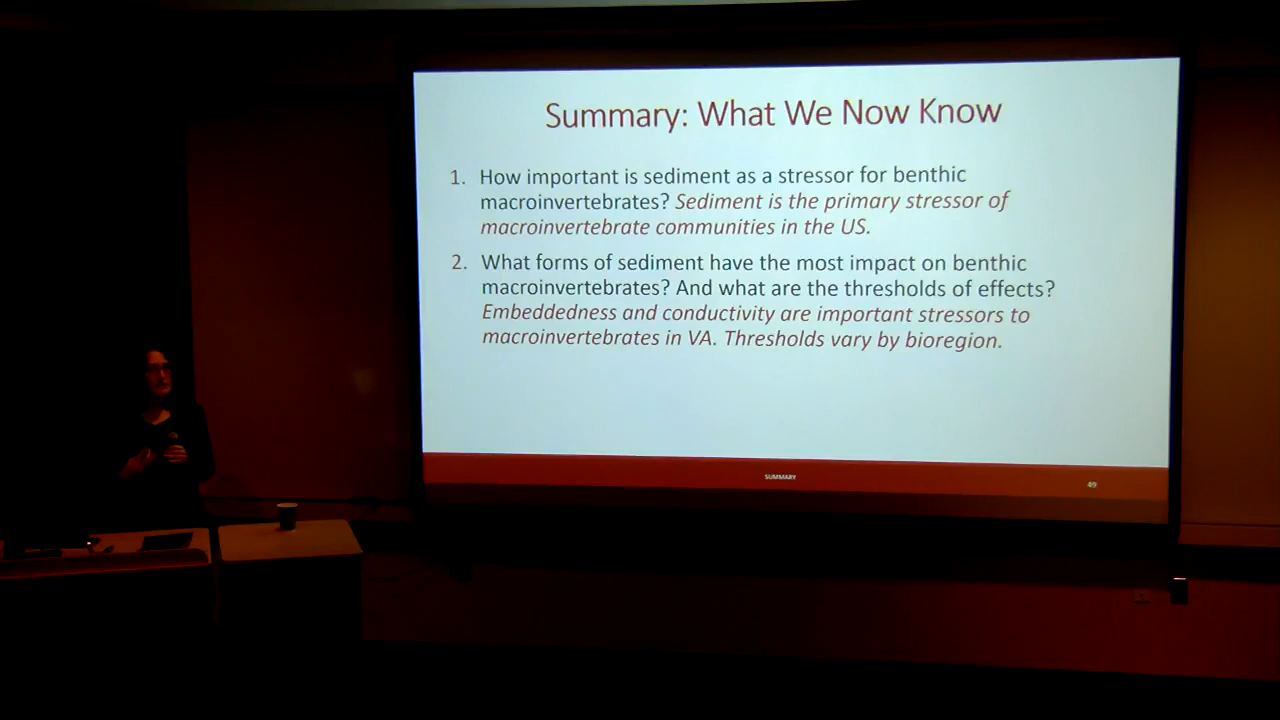 Summary: What We Now Know
1. How important is sediment as a stressor for benthic
macroinvertebrates? Sediment is the primary stressor of
macroinvertebrate communities in the US.
2. What forms of sediment have the most impact on benthic
macroinvertebrates? And what are the thresholds of effects?
Embeddedness and conductivity are important stressors to
macroinvertebrates in VA. Thresholds vary by bioregion.
SUMMARY
49